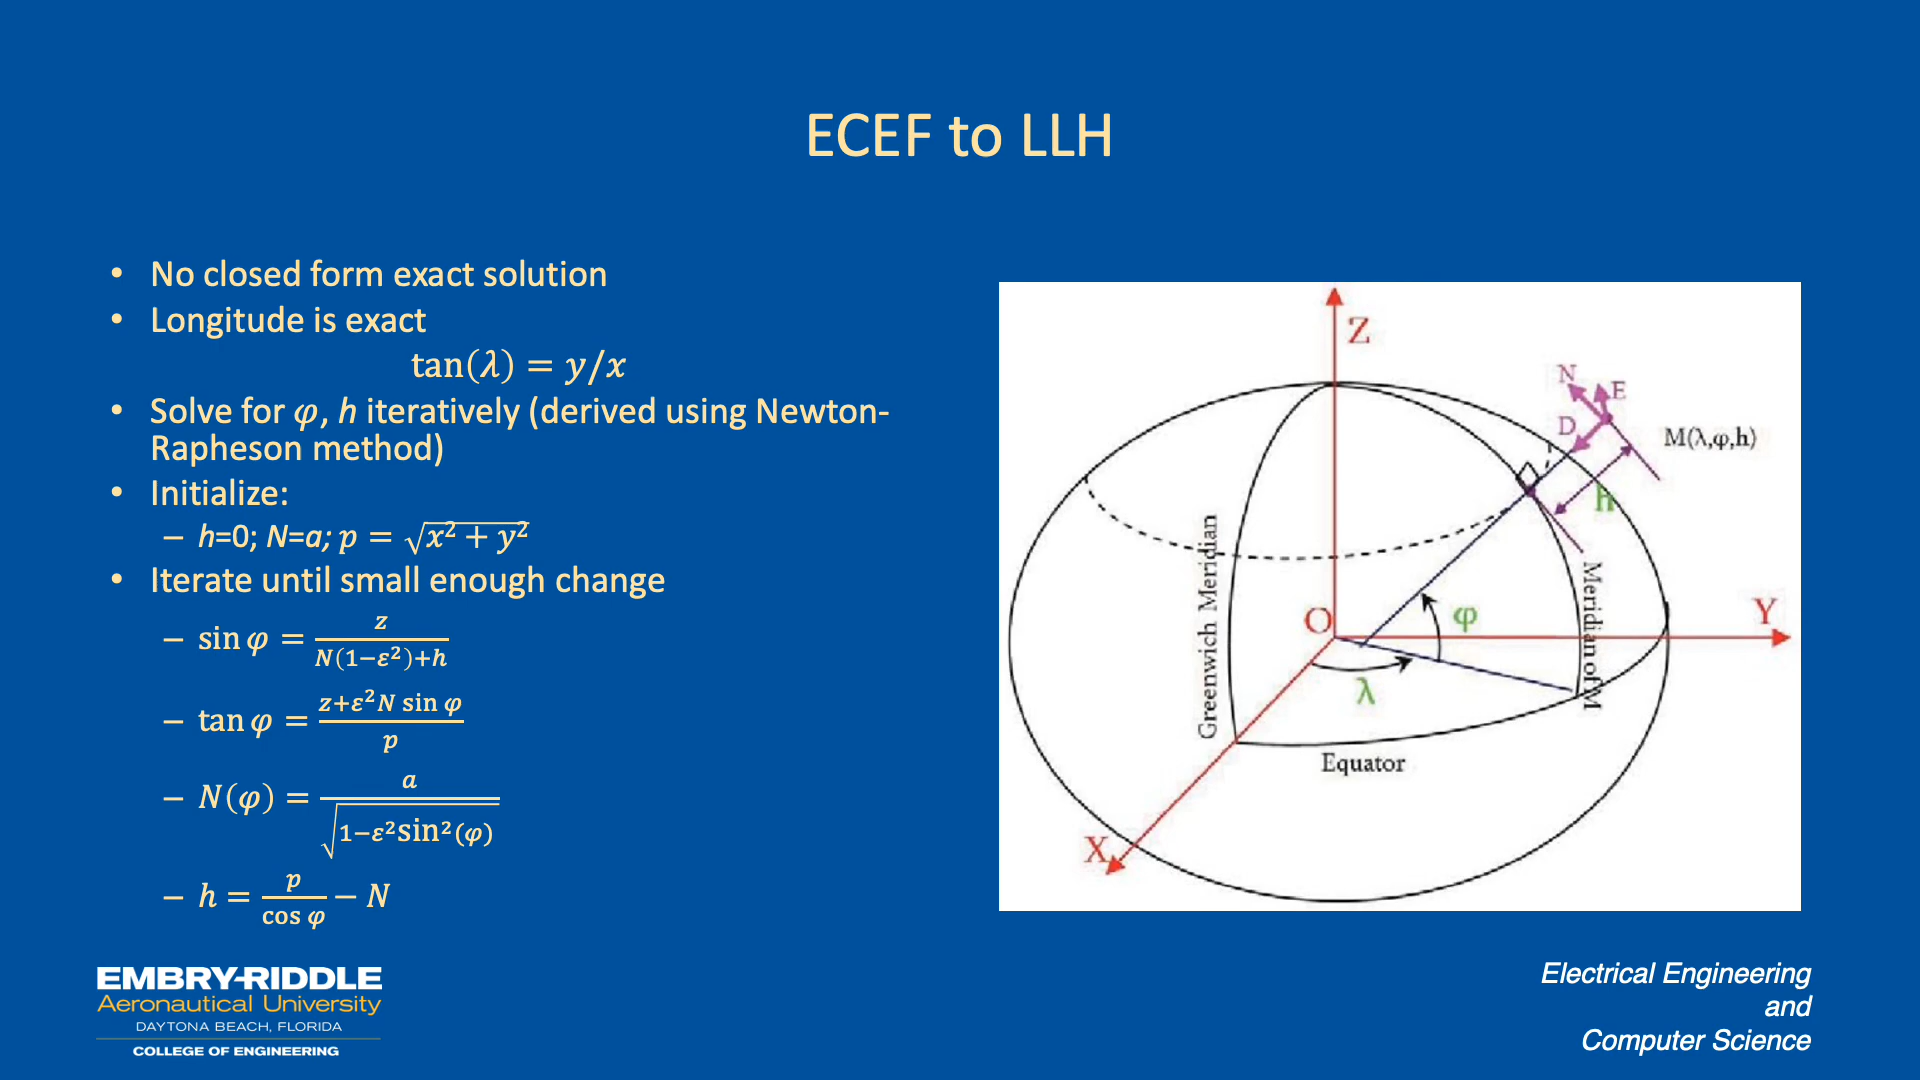 ECEF to LLH
• No closed form exact solution
• Longitude is exact
tan(λ) = y/x
• Solve for φ, h iteratively (derived using Newton-
Rapheson method)
• Initialize:
– h=0; N=a; p = √(x² + y²)
• Iterate until small enough change
– sin φ = z / (N(1−ε²)+h)
– tan φ = (z+ε²N sin φ) / p
– N(φ) = a / √(1−ε²sin²(φ))
– h = p / cos φ − N
Z
N
E
D
M(λ,φ,h)
h
Greenwich Meridian
Meridian of M
O
φ
Y
λ
Equator
X
EMBRY-RIDDLE
Aeronautical University
DAYTONA BEACH, FLORIDA
COLLEGE OF ENGINEERING
Electrical Engineering
and
Computer Science